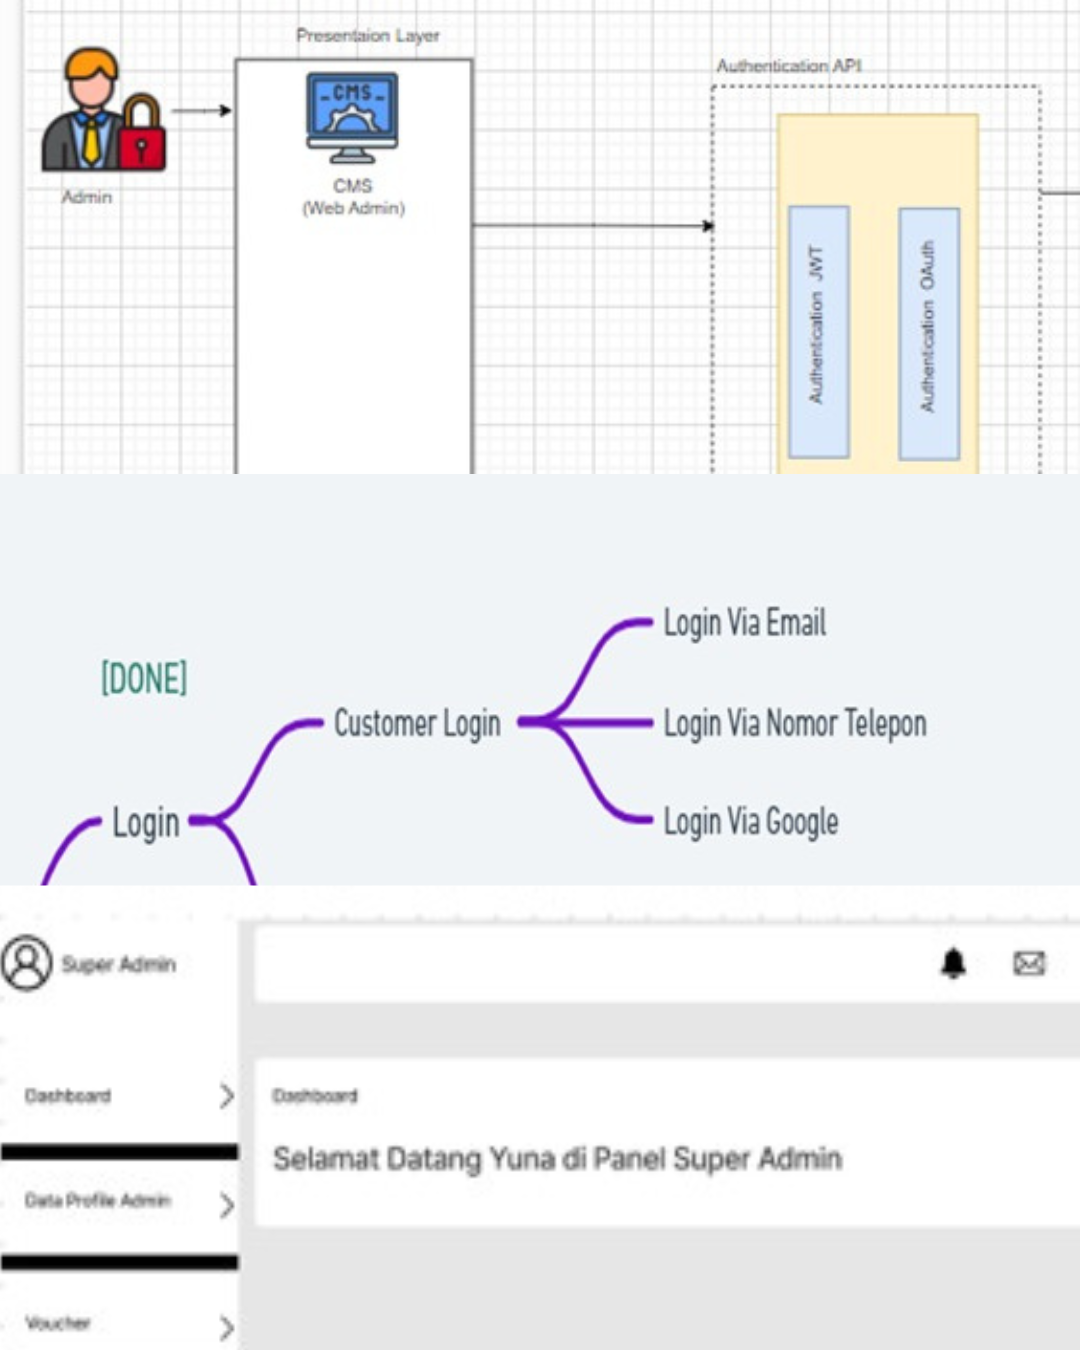 Presentaion Layer
Authentication API
CMS
Admin
CMS
(Web Admin)
Authentication JWT
Authentication OAuth
Login Via Email
[DONE]
Customer Login
Login Via Nomor Telepon
Login
Login Via Google
Super Admin
Dashboard
Dashboard
Selamat Datang Yuna di Panel Super Admin
Data Profile Admin
Voucher